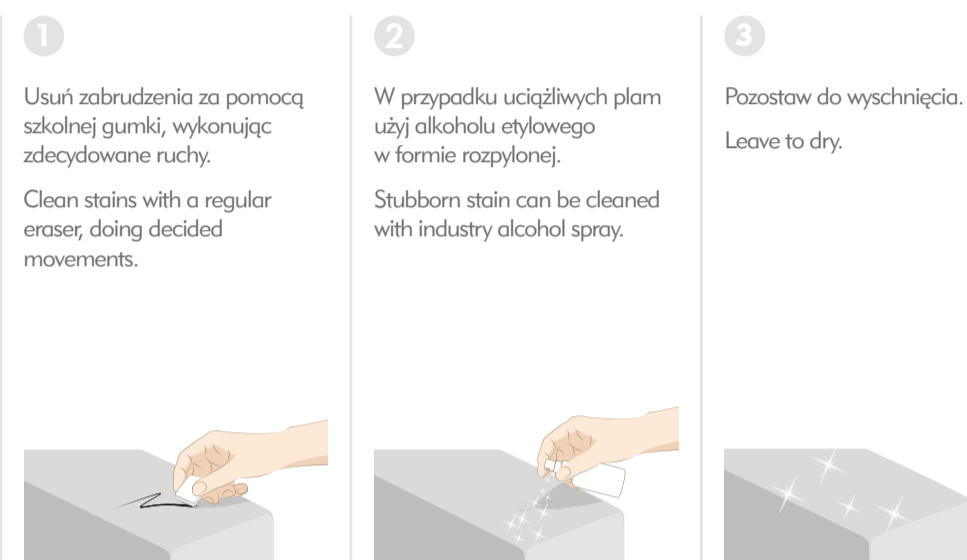 1
Usuń zabrudzenia za pomocą
szkolnej gumki, wykonując
zdecydowane ruchy.
Clean stains with a regular
eraser, doing decided
movements.
2
W przypadku uciążliwych plam
użyj alkoholu etylowego
w formie rozpylonej.
Stubborn stain can be cleaned
with industry alcohol spray.
3
Pozostaw do wyschnięcia.
Leave to dry.